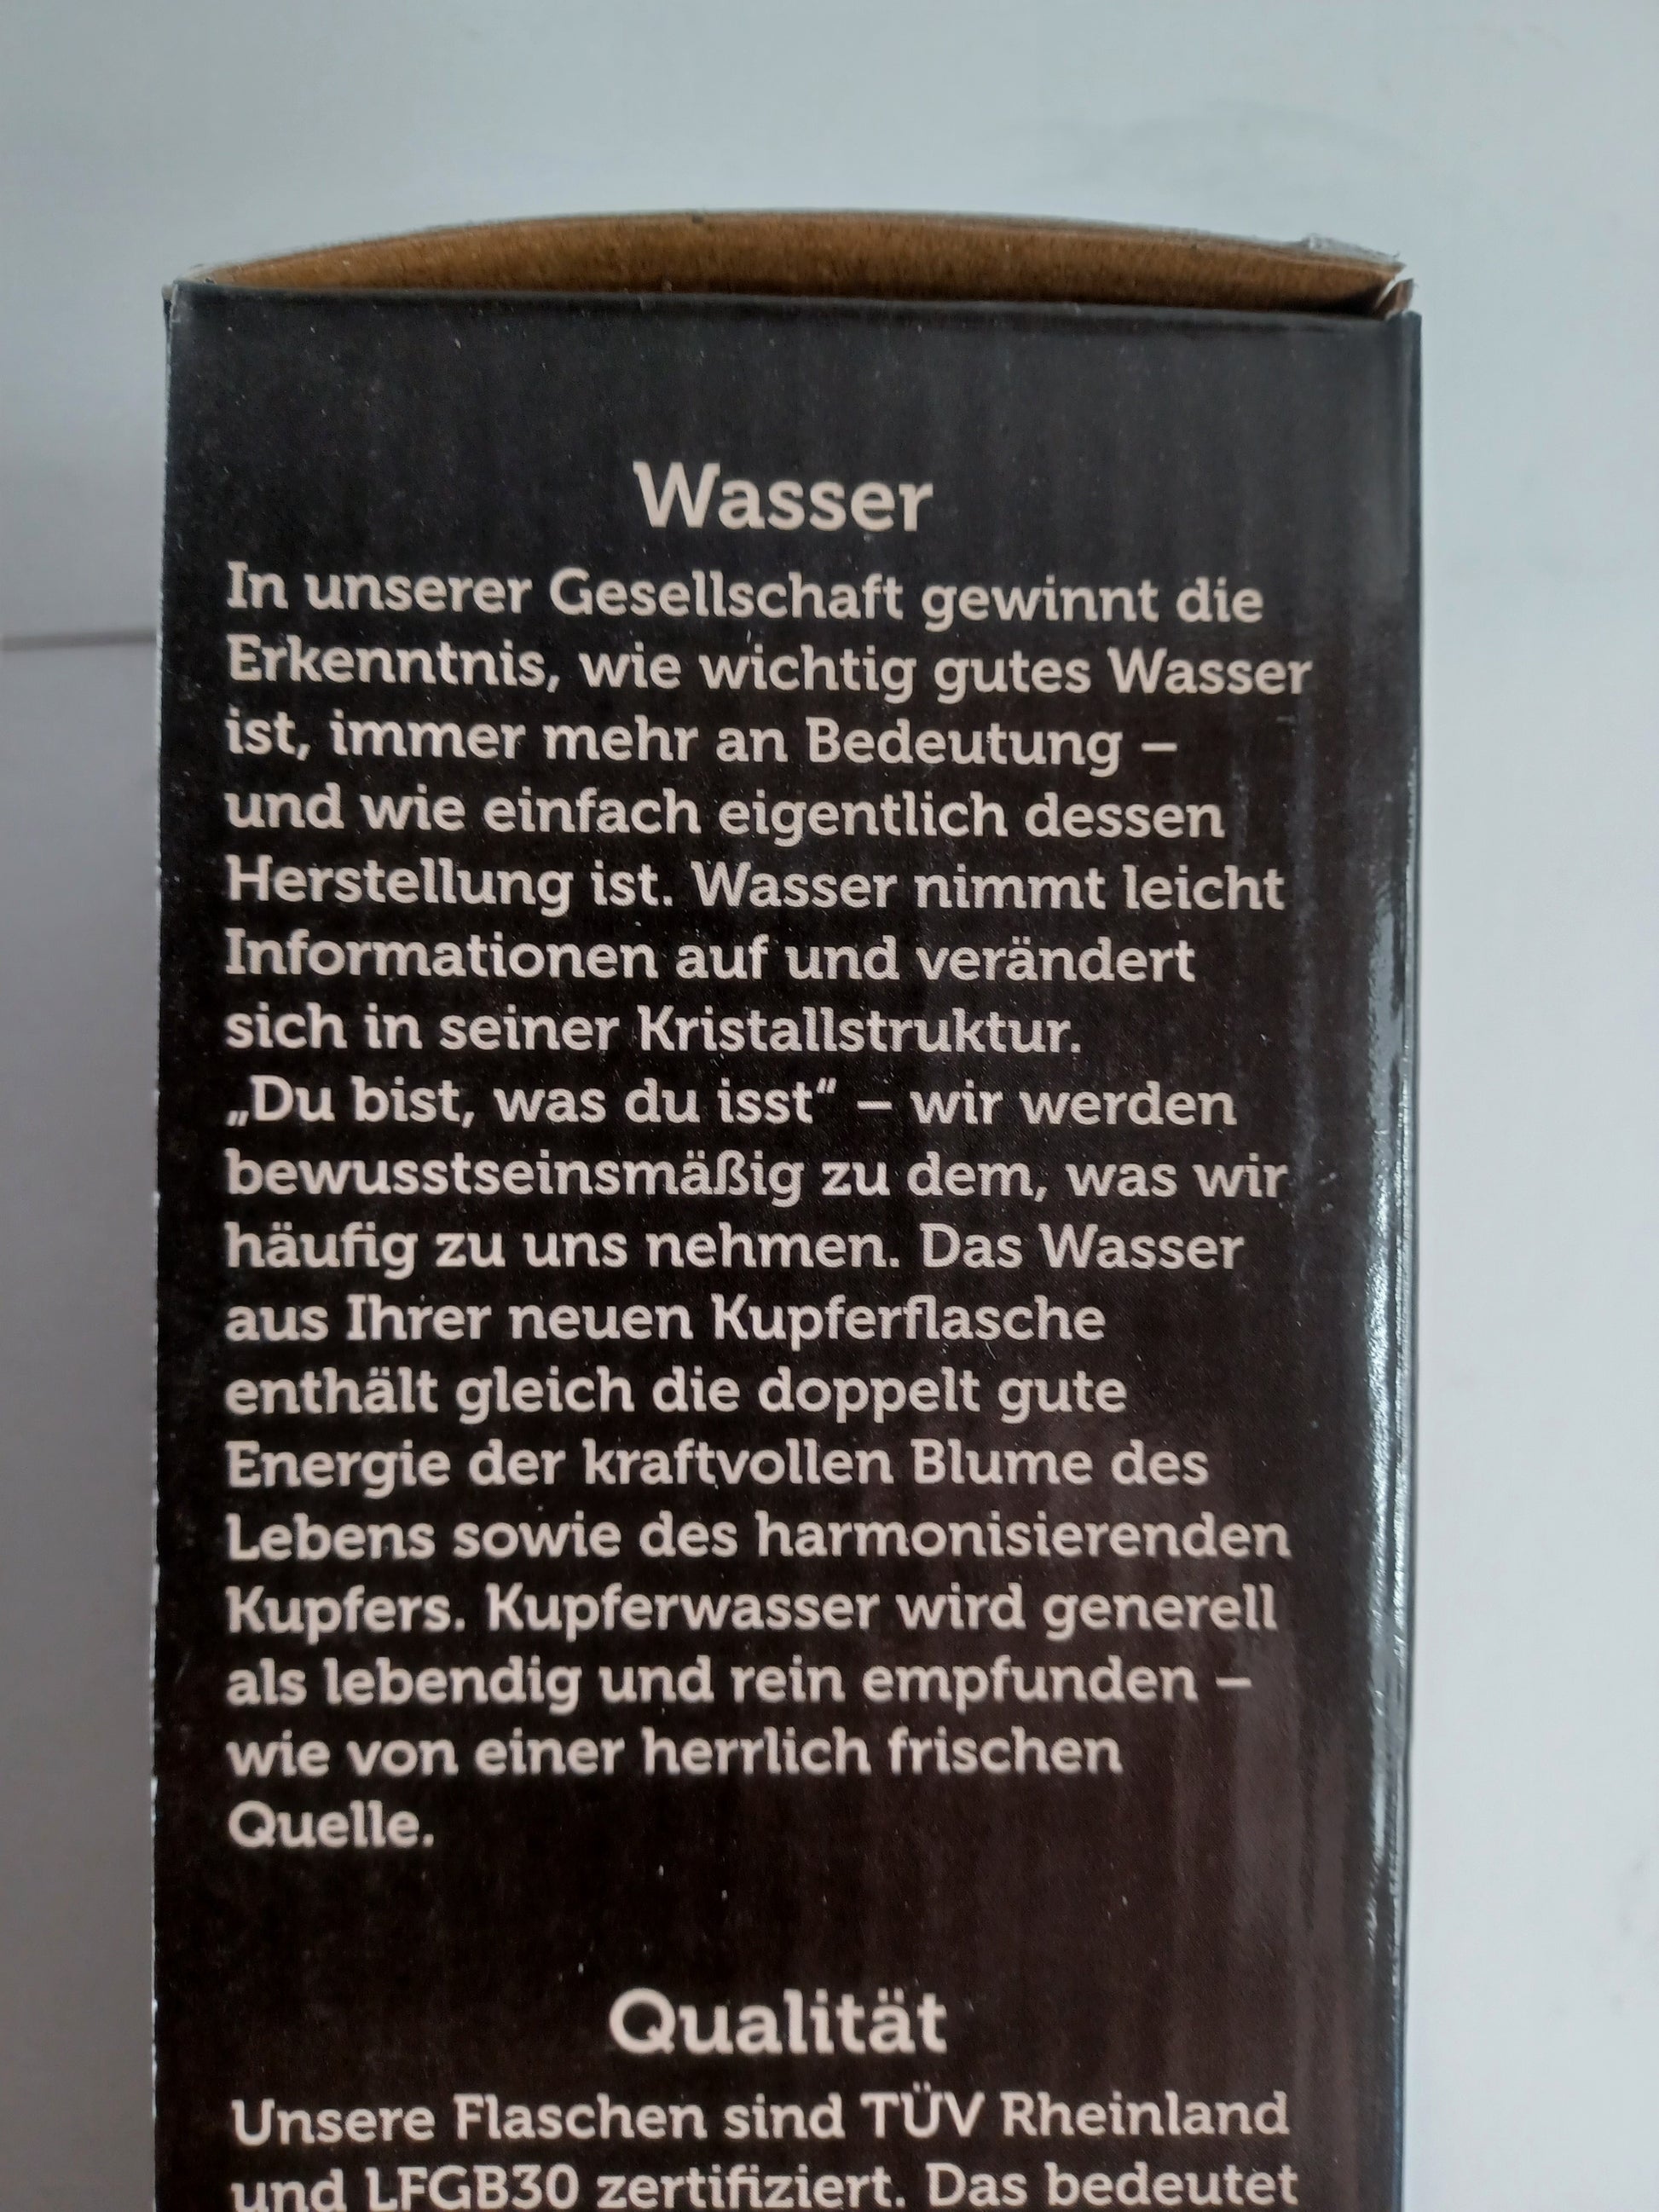 Wasser
In unserer Gesellschaft gewinnt die
Erkenntnis, wie wichtig gutes Wasser
ist, immer mehr an Bedeutung –
und wie einfach eigentlich dessen
Herstellung ist. Wasser nimmt leicht
Informationen auf und verändert
sich in seiner Kristallstruktur.
„Du bist, was du isst“ – wir werden
bewusstseinsmäßig zu dem, was wir
häufig zu uns nehmen. Das Wasser
aus Ihrer neuen Kupferflasche
enthält gleich die doppelt gute
Energie der kraftvollen Blume des
Lebens sowie des harmonisierenden
Kupfers. Kupferwasser wird generell
als lebendig und rein empfunden –
wie von einer herrlich frischen
Quelle.
Qualität
Unsere Flaschen sind TÜV Rheinland
und LFGB30 zertifiziert. Das bedeutet